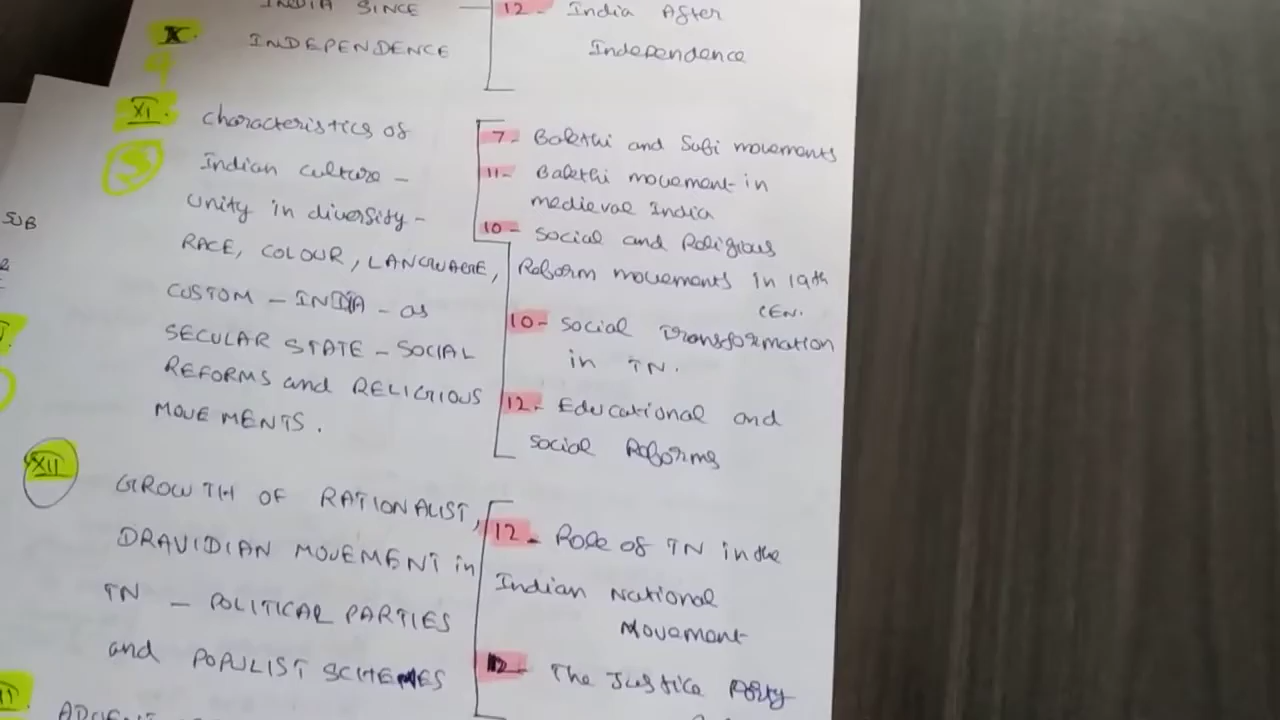 INDIA SINCE
12- India After
X.
INDEPENDENCE
Independence
XI.
characteristics of
Indian culture -
unity in diversity -
RACE, COLOUR, LANGUAGE,
CUSTOM - INDIA - as
SECULAR STATE - SOCIAL
REFORMS and RELIGIOUS
MOVEMENTS.
7- Bakthi and Sufi movements
11- Bakthi movement in
medieval India
10- Social and Religious
Reform movements in 19th
CEN.
10- Social Transformation
in TN.
12- Educational and
Social Reforms
XII
GROWTH OF RATIONALIST,
DRAVIDIAN MOVEMENT in
TN - POLITICAL PARTIES
and POPULIST SCHEMES
12- Role of TN in the
Indian National
Movement
12- The Justice Party
SUB